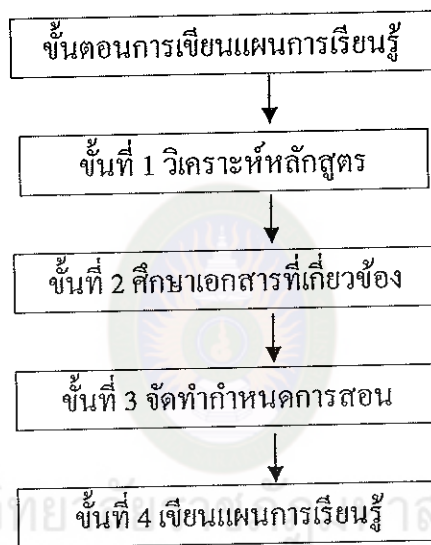 ขั้นตอนการเขียนแผนการเรียนรู้
ขั้นที่ 1 วิเคราะห์หลักสูตร
ขั้นที่ 2 ศึกษาเอกสารที่เกี่ยวข้อง
ขั้นที่ 3 จัดทำกำหนดการสอน
ขั้นที่ 4 เขียนแผนการเรียนรู้